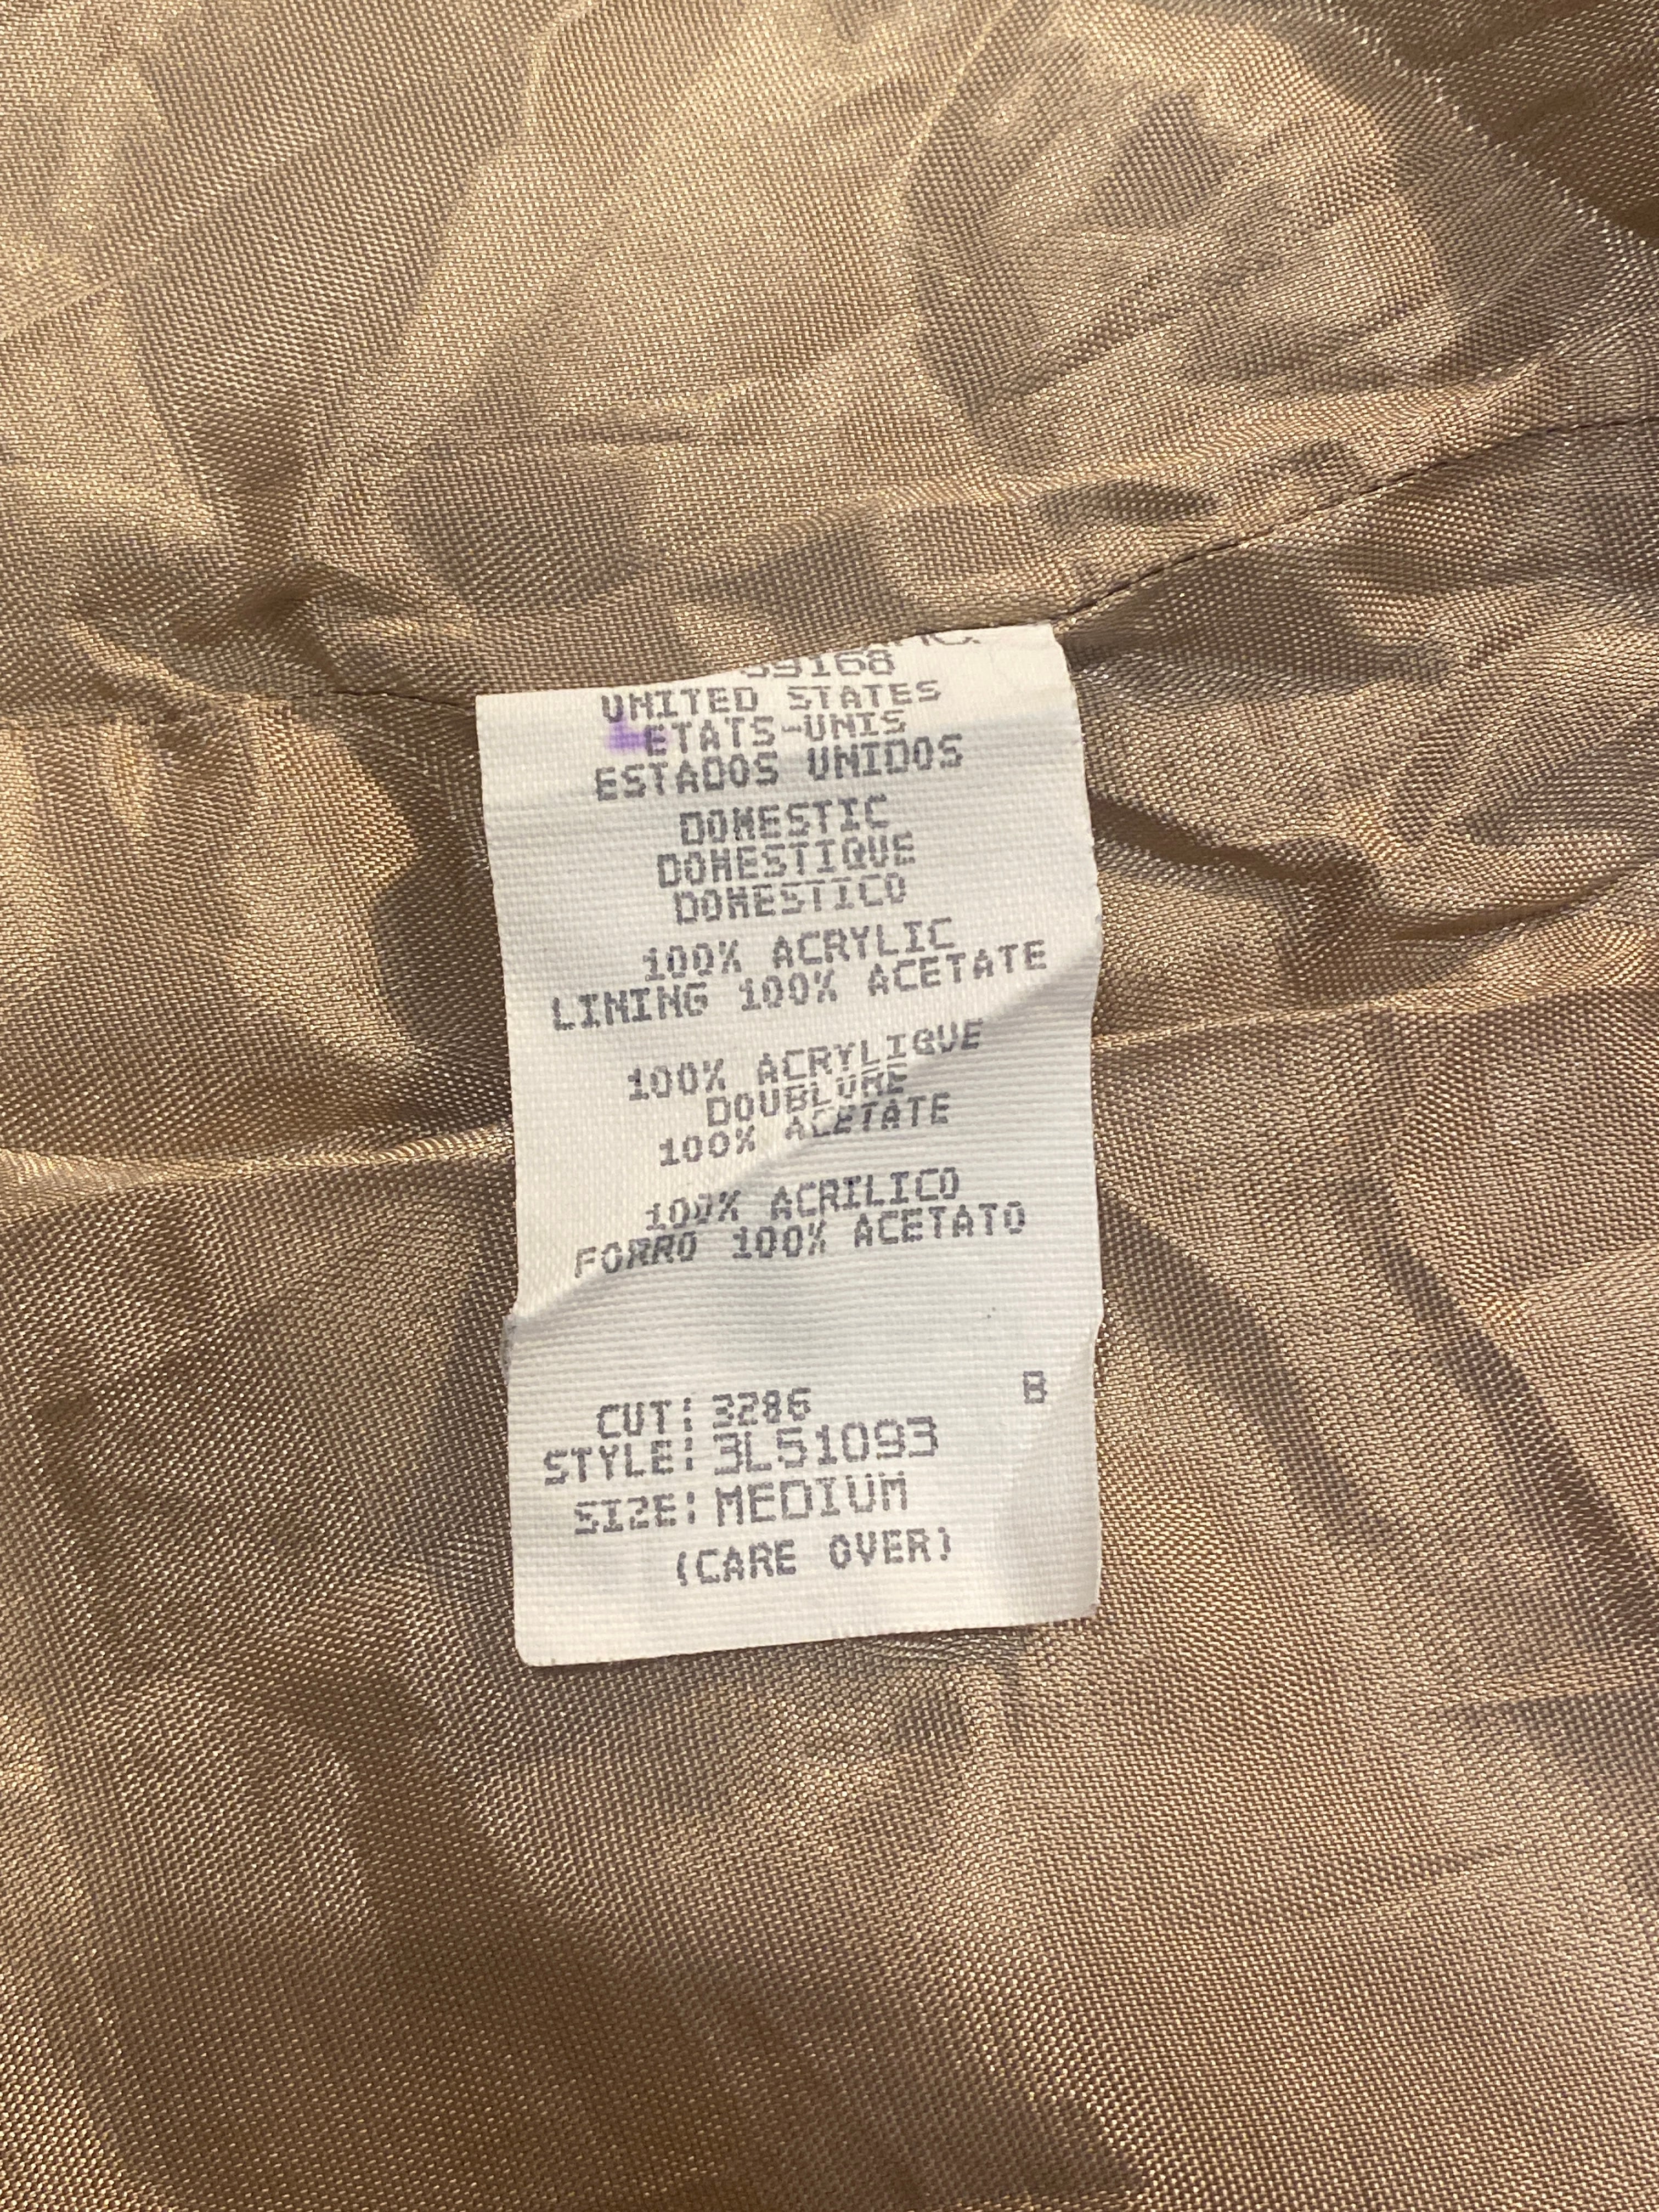 59168
UNITED STATES
ETATS-UNIS
ESTADOS UNIDOS
DOMESTIC
DOMESTIQUE
DOMESTICO
100% ACRYLIC
LINING 100% ACETATE
100% ACRYLIQUE
DOUBLURE
100% ACETATE
100% ACRILICO
FORRO 100% ACETATO
B
CUT: 3286
STYLE: 3L51093
SIZE: MEDIUM
(CARE OVER)